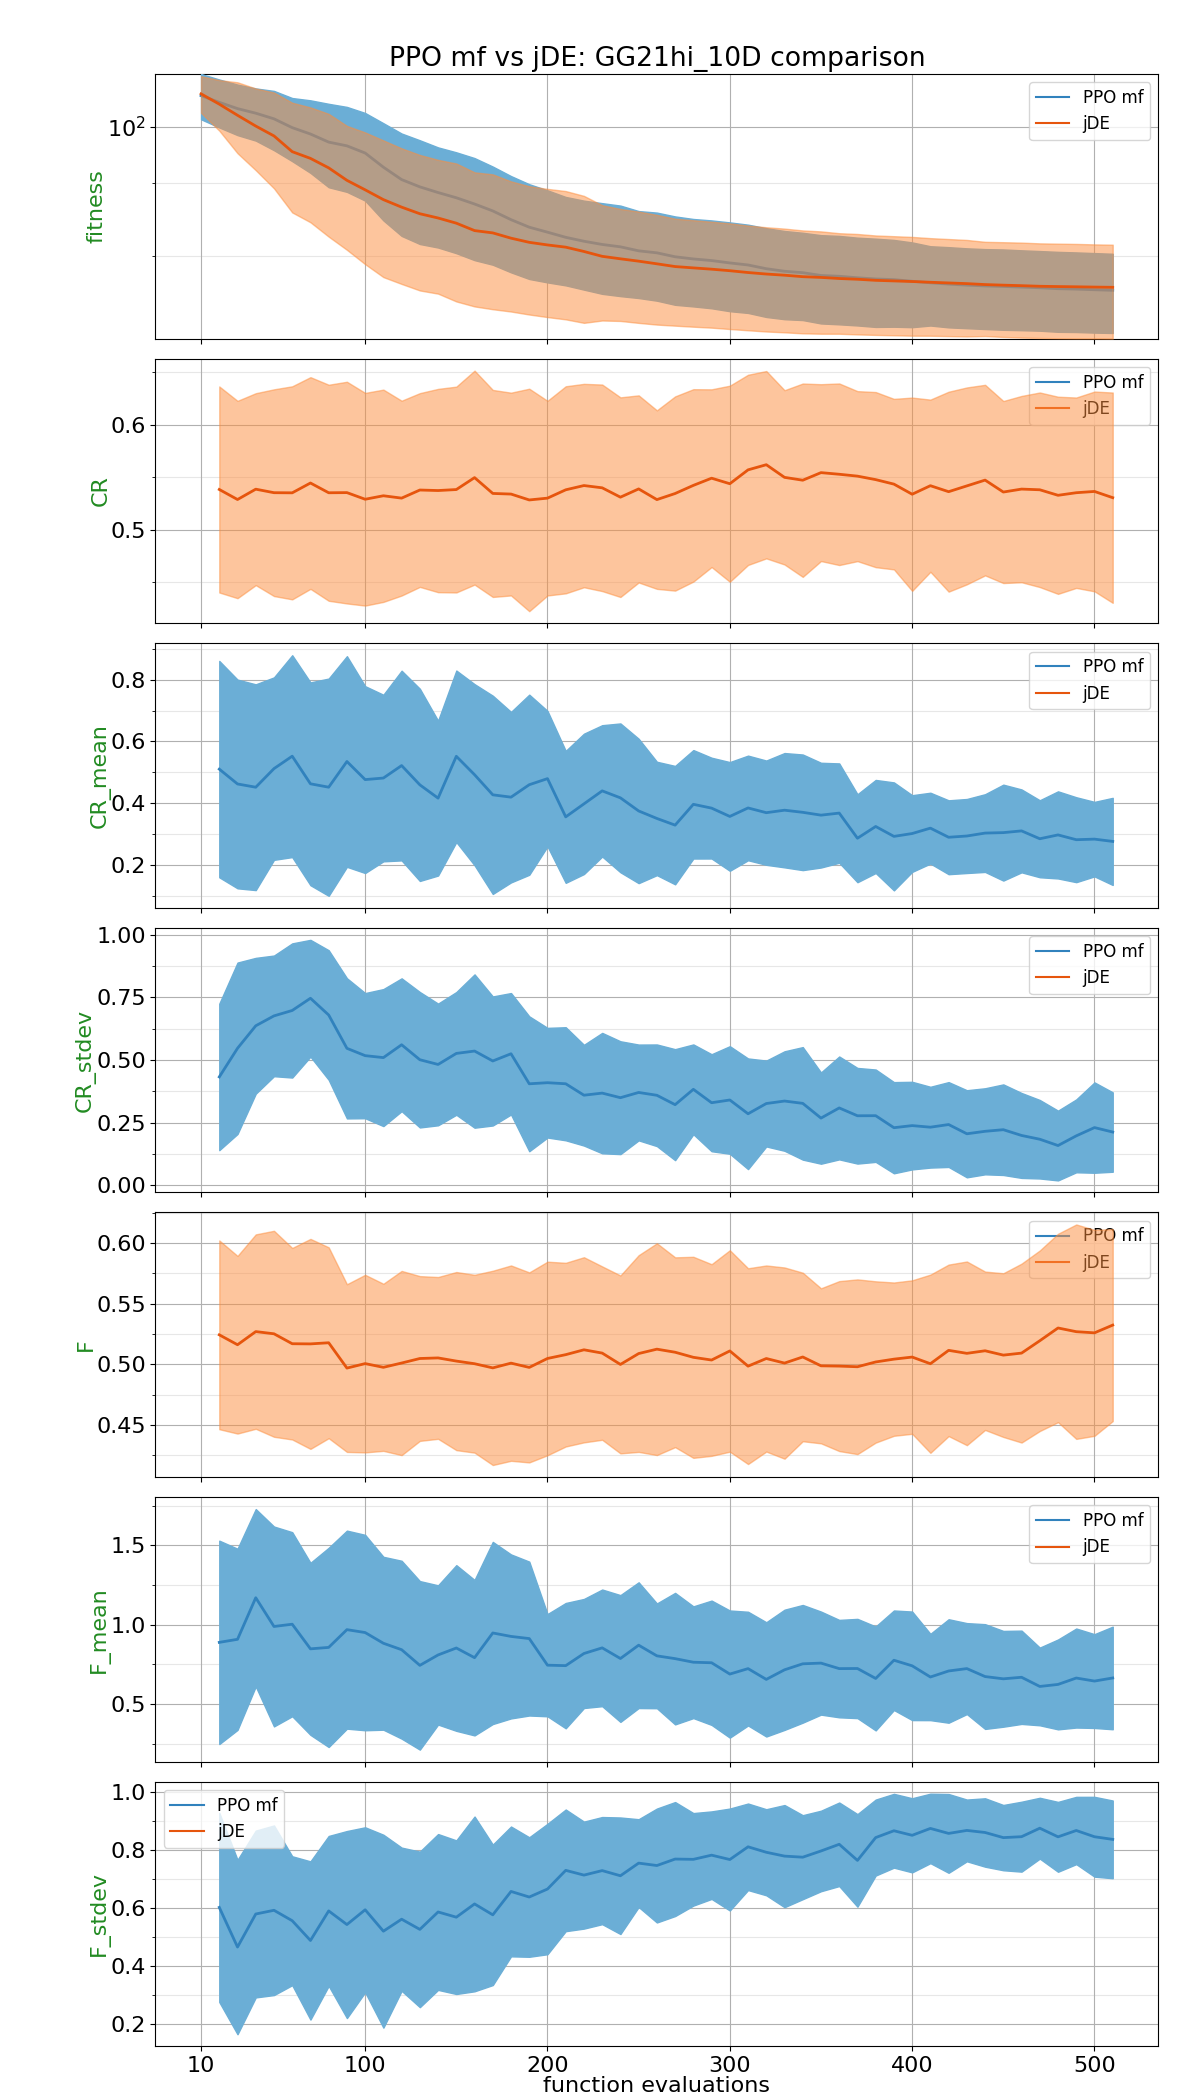 PPO mf vs jDE: GG21hi_10D comparison
10²
fitness
PPO mf
jDE
0.6
0.5
CR
PPO mf
jDE
0.8
0.6
0.4
0.2
CR_mean
PPO mf
jDE
1.00
0.75
0.50
0.25
0.00
CR_stdev
PPO mf
jDE
0.60
0.55
0.50
0.45
F
PPO mf
jDE
1.5
1.0
0.5
F_mean
PPO mf
jDE
1.0
0.8
0.6
0.4
0.2
F_stdev
PPO mf
jDE
10 100 200 300 400 500
function evaluations